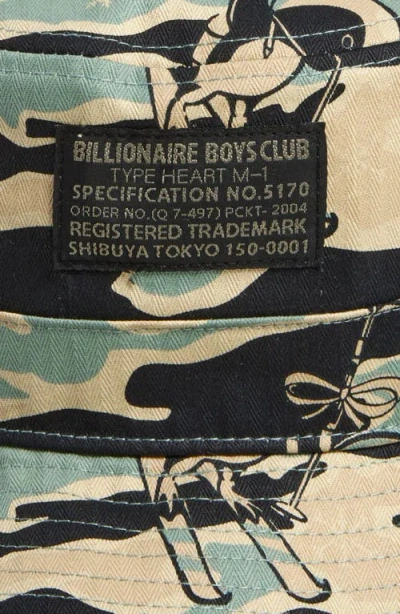 BILLIONAIRE BOYS CLUB
TYPE HEART M-1
SPECIFICATION NO.5170
ORDER NO.(Q 7-497) PCKT- 2004
REGISTERED TRADEMARK
SHIBUYA TOKYO 150-0001